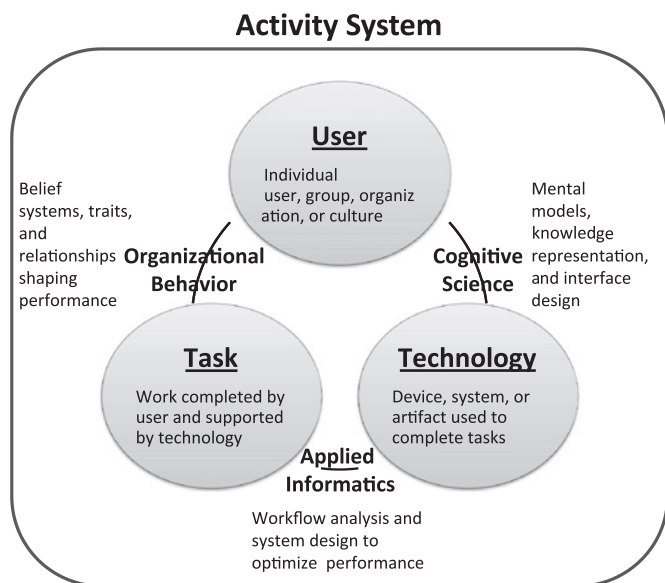 Activity System
User
Individual
user, group, organiz
ation, or culture
Belief
systems, traits,
and
relationships
shaping
performance
Organizational
Behavior
Cognitive
Science
Mental
models,
knowledge
representation,
and interface
design
Task
Work completed by
user and supported
by technology
Technology
Device, system, or
artifact used to
complete tasks
Applied
Informatics
Workflow analysis and
system design to
optimize performance